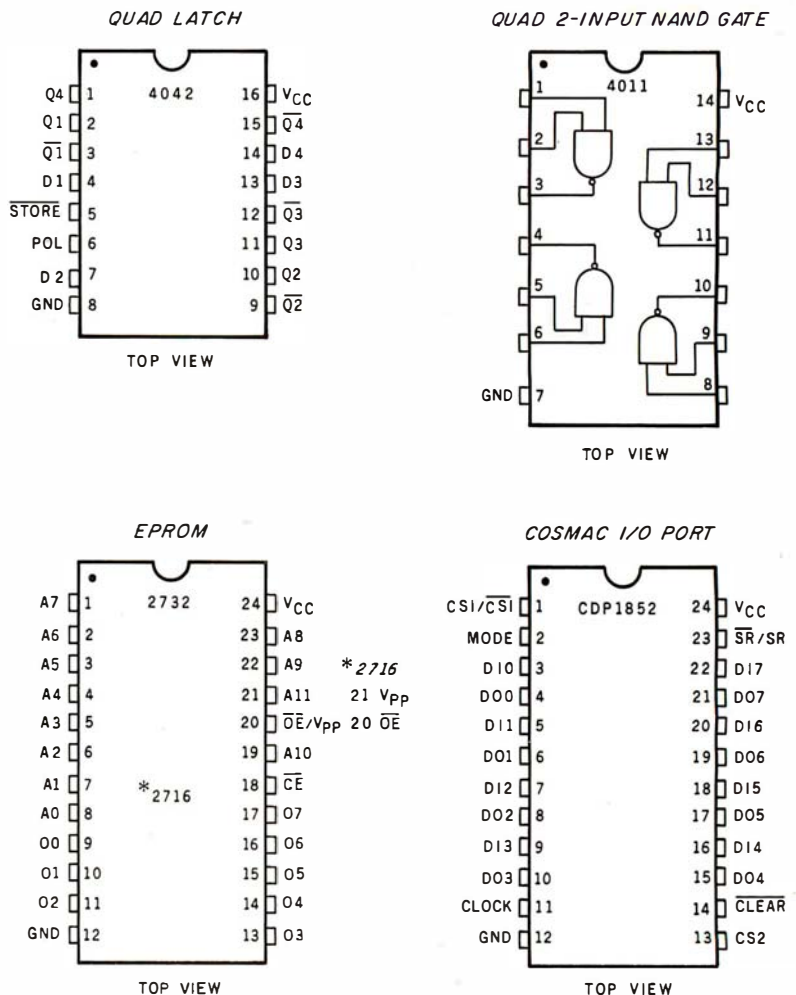 QUAD LATCH
4042
Q4 1 16 VCC
Q1 2 15 Q̅4̅
Q̅1̅ 3 14 D4
D1 4 13 D3
S̅T̅O̅R̅E̅ 5 12 Q̅3̅
POL 6 11 Q3
D2 7 10 Q2
GND 8 9 Q̅2̅
TOP VIEW
QUAD 2-INPUT NAND GATE
4011
1 14 VCC
2 13
3 12
4 11
5 10
6 9
GND 7 8
TOP VIEW
EPROM
2732
A7 1 24 VCC
A6 2 23 A8
A5 3 22 A9 *2716
A4 4 21 A11 21 VPP
A3 5 20 O̅E̅/VPP 20 O̅E̅
A2 6 19 A10
A1 7 *2716 18 C̅E̅
A0 8 17 O7
O0 9 16 O6
O1 10 15 O5
O2 11 14 O4
GND 12 13 O3
TOP VIEW
COSMAC I/O PORT
CDP1852
CSI/C̅S̅I̅ 1 24 VCC
MODE 2 23 S̅R̅/SR
DI0 3 22 DI7
DO0 4 21 DO7
DI1 5 20 DI6
DO1 6 19 DO6
DI2 7 18 DI5
DO2 8 17 DO5
DI3 9 16 DI4
DO3 10 15 DO4
CLOCK 11 14 C̅L̅E̅A̅R̅
GND 12 13 CS2
TOP VIEW